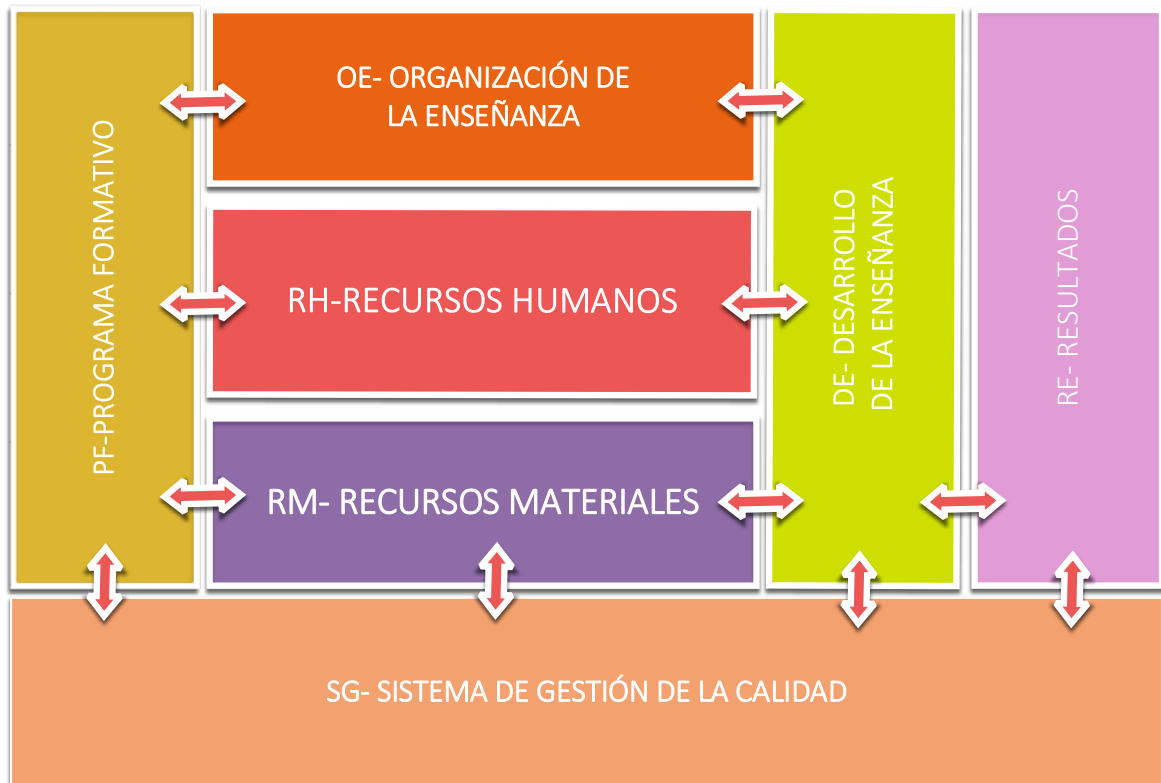 PF-PROGRAMA FORMATIVO
OE- ORGANIZACIÓN DE
LA ENSEÑANZA
RH-RECURSOS HUMANOS
RM- RECURSOS MATERIALES
DE- DESARROLLO
DE LA ENSEÑANZA
RE- RESULTADOS
SG- SISTEMA DE GESTIÓN DE LA CALIDAD